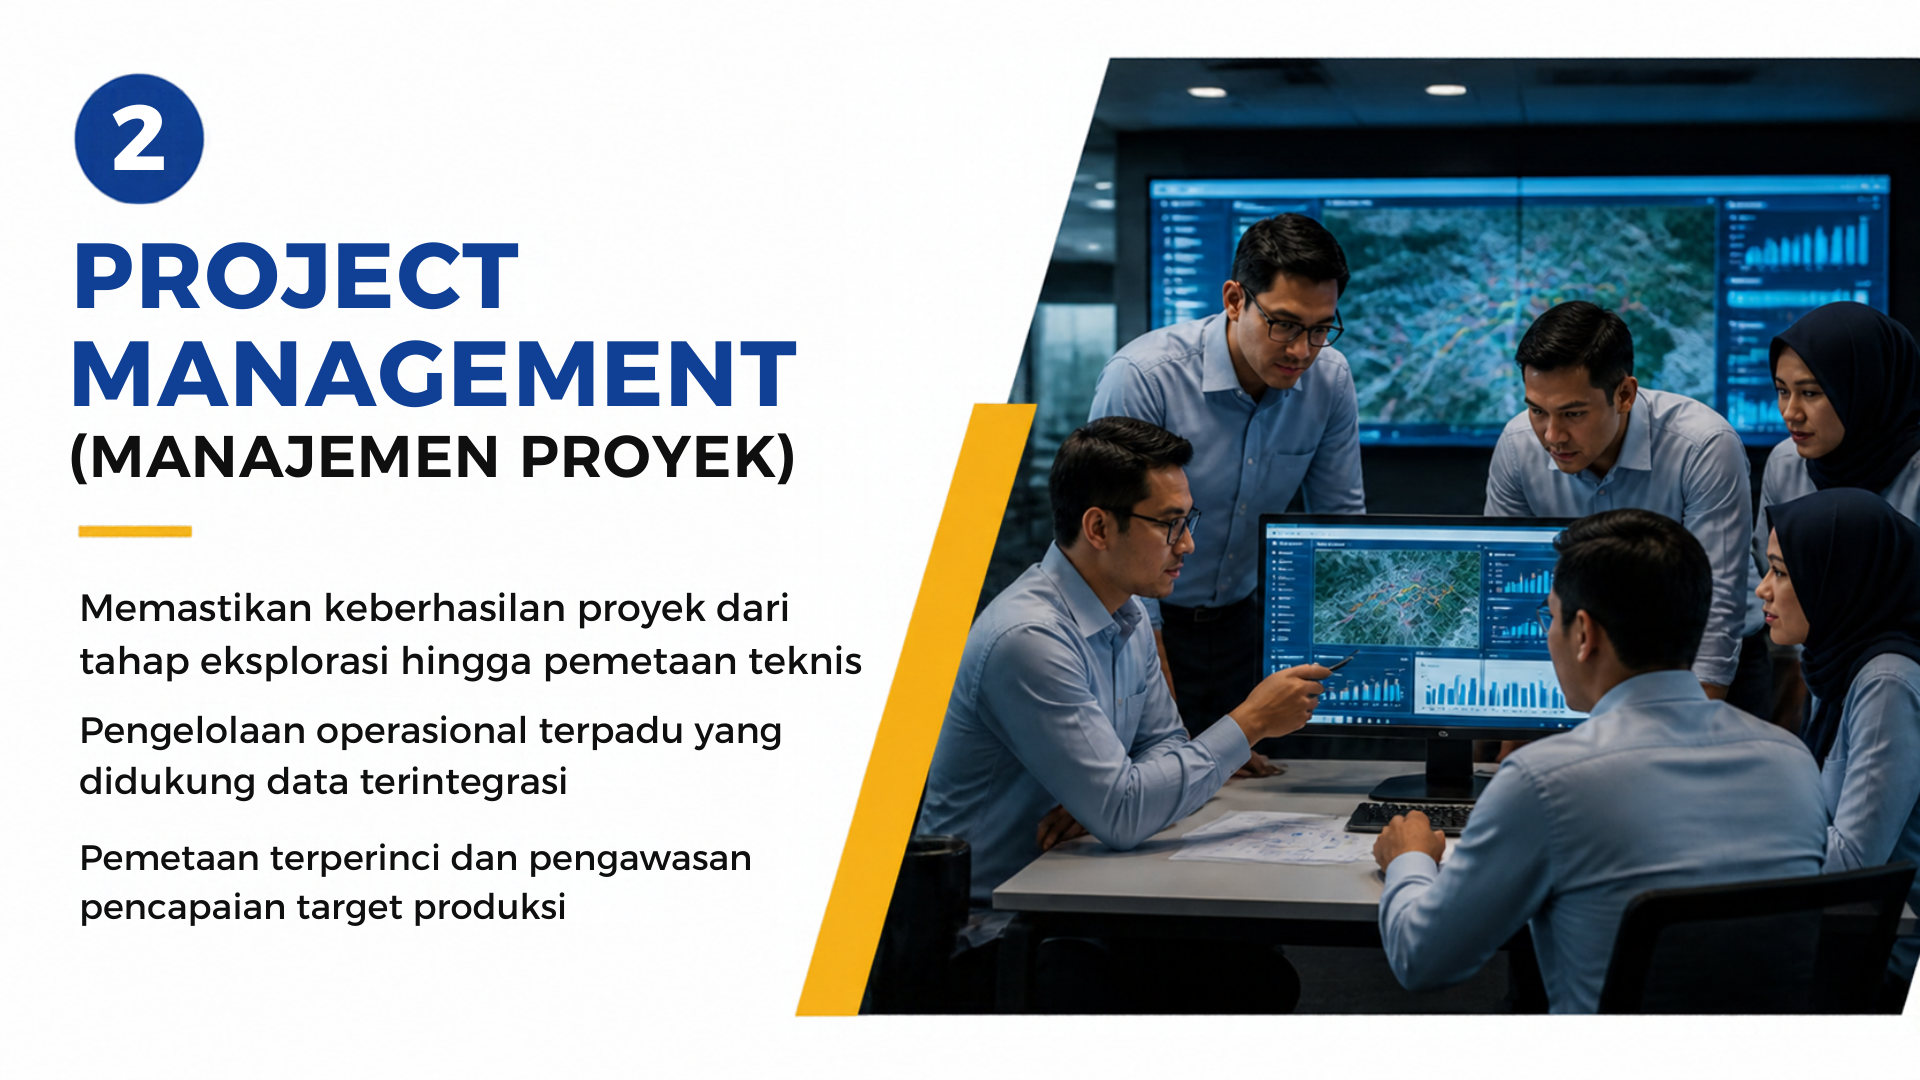 2
PROJECT
MANAGEMENT
(MANAJEMEN PROYEK)
Memastikan keberhasilan proyek dari
tahap eksplorasi hingga pemetaan teknis
Pengelolaan operasional terpadu yang
didukung data terintegrasi
Pemetaan terperinci dan pengawasan
pencapaian target produksi